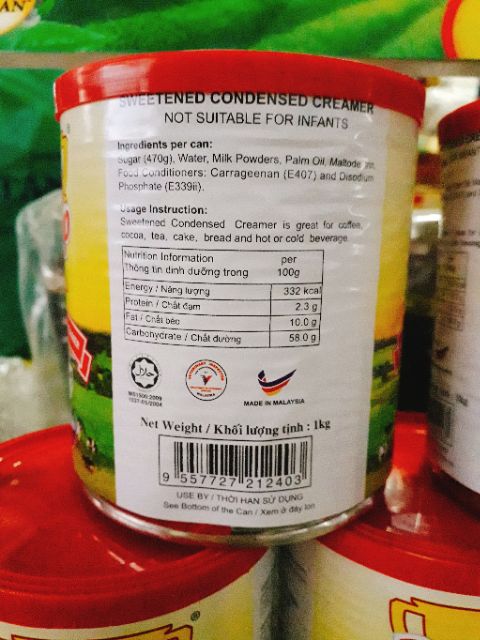 SWEETENED CONDENSED CREAMER
NOT SUITABLE FOR INFANTS
Ingredients per can:
Sugar (470g), Water, Milk Powders, Palm Oil,
Food Conditioners: Carrageenan (E407) and Disodium
Phosphate (E339ii).
Usage Instruction:
Sweetened Condensed Creamer is great for coffee,
cocoa, tea, cake, bread and hot or cold beverage
Nutrition Information per
Thông tin dinh dưỡng trong 100g
Energy / Năng lượng 332 kcal
Protein / Chất đạm 2.3 g
Fat / Chất béo 10.0 g
Carbohydrate / Chất đường 58.0 g
MS1500:2009
MALAYSIA
MADE IN MALAYSIA
Net Weight / Khối lượng tịnh : 1kg
9 557727 212403
USE BY / THỜI HẠN SỬ DỤNG
See Bottom of the Can / Xem ở đáy lon